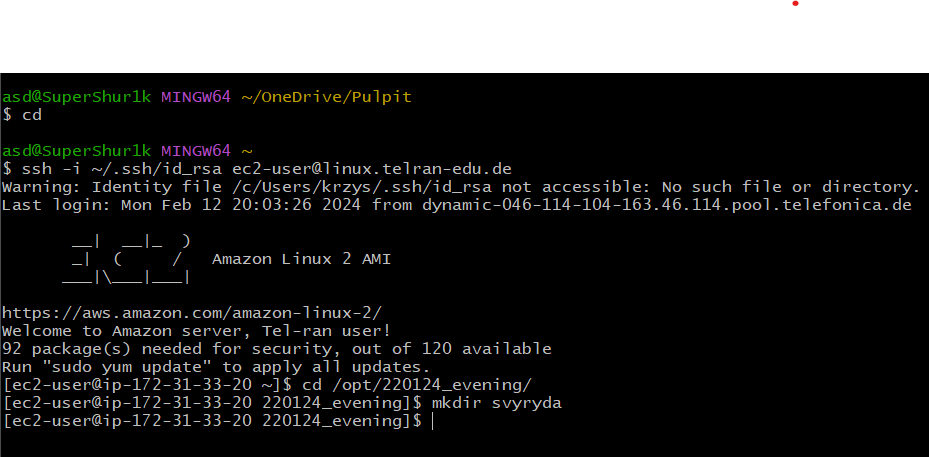 asd@SuperShur1k MINGW64 ~/OneDrive/Pulpit
$ cd
asd@SuperShur1k MINGW64 ~
$ ssh -i ~/.ssh/id_rsa ec2-user@linux.telran-edu.de
Warning: Identity file /c/Users/krzys/.ssh/id_rsa not accessible: No such file or directory.
Last login: Mon Feb 12 20:03:26 2024 from dynamic-046-114-104-163.46.114.pool.telefonica.de
       __|  __|_  )
       _|  (     /   Amazon Linux 2 AMI
      ___|\___|___|
https://aws.amazon.com/amazon-linux-2/
Welcome to Amazon server, Tel-ran user!
92 package(s) needed for security, out of 120 available
Run "sudo yum update" to apply all updates.
[ec2-user@ip-172-31-33-20 ~]$ cd /opt/220124_evening/
[ec2-user@ip-172-31-33-20 220124_evening]$ mkdir svyryda
[ec2-user@ip-172-31-33-20 220124_evening]$